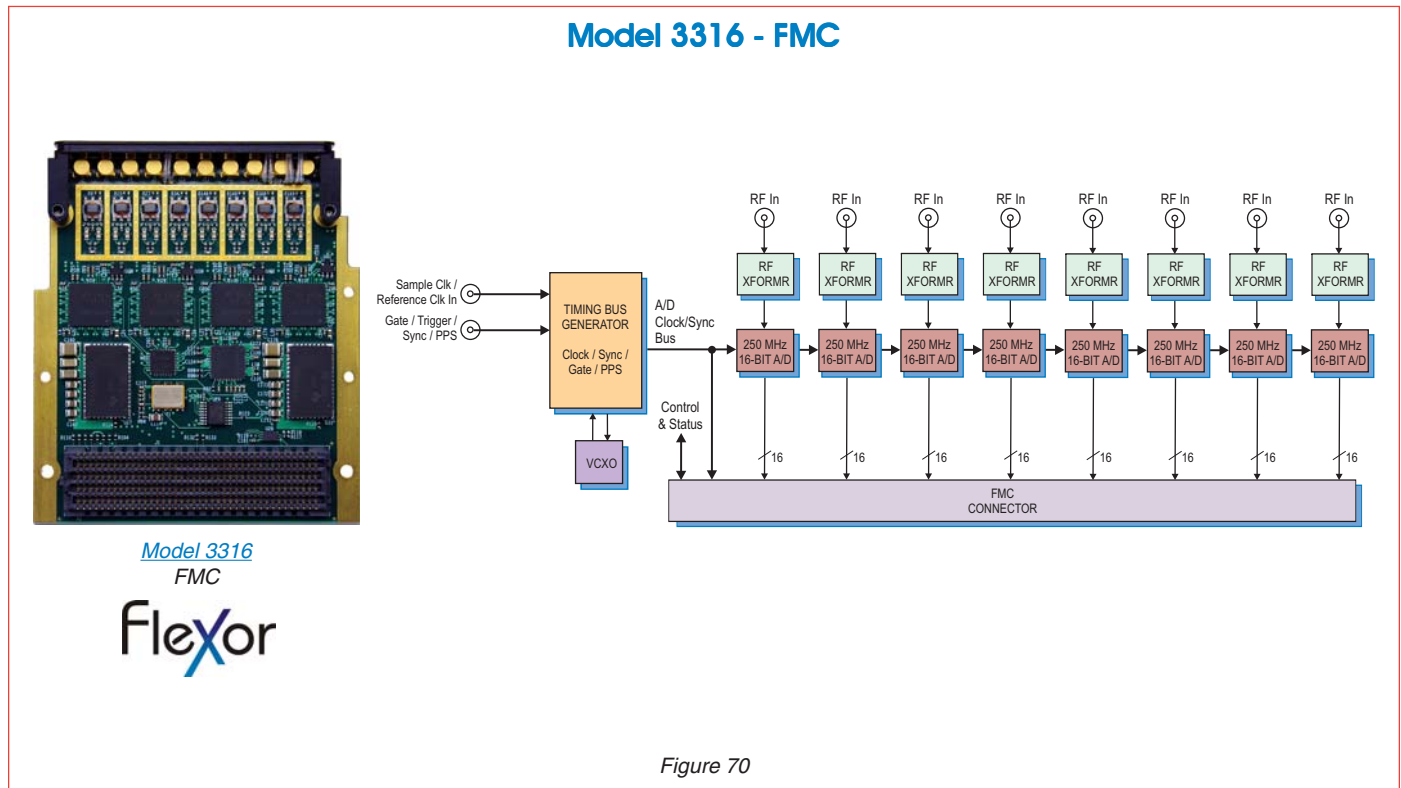 Model 3316 - FMC
Model 3316
FMC
Flexor
Sample Clk /
Reference Clk In
Gate / Trigger /
Sync / PPS
TIMING BUS
GENERATOR
Clock / Sync /
Gate / PPS
VCXO
A/D
Clock/Sync
Bus
Control
& Status
RF In
RF In
RF In
RF In
RF In
RF In
RF In
RF In
RF
XFORMR
RF
XFORMR
RF
XFORMR
RF
XFORMR
RF
XFORMR
RF
XFORMR
RF
XFORMR
RF
XFORMR
250 MHz
16-BIT A/D
250 MHz
16-BIT A/D
250 MHz
16-BIT A/D
250 MHz
16-BIT A/D
250 MHz
16-BIT A/D
250 MHz
16-BIT A/D
250 MHz
16-BIT A/D
250 MHz
16-BIT A/D
16
16
16
16
16
16
16
16
FMC
CONNECTOR
Figure 70